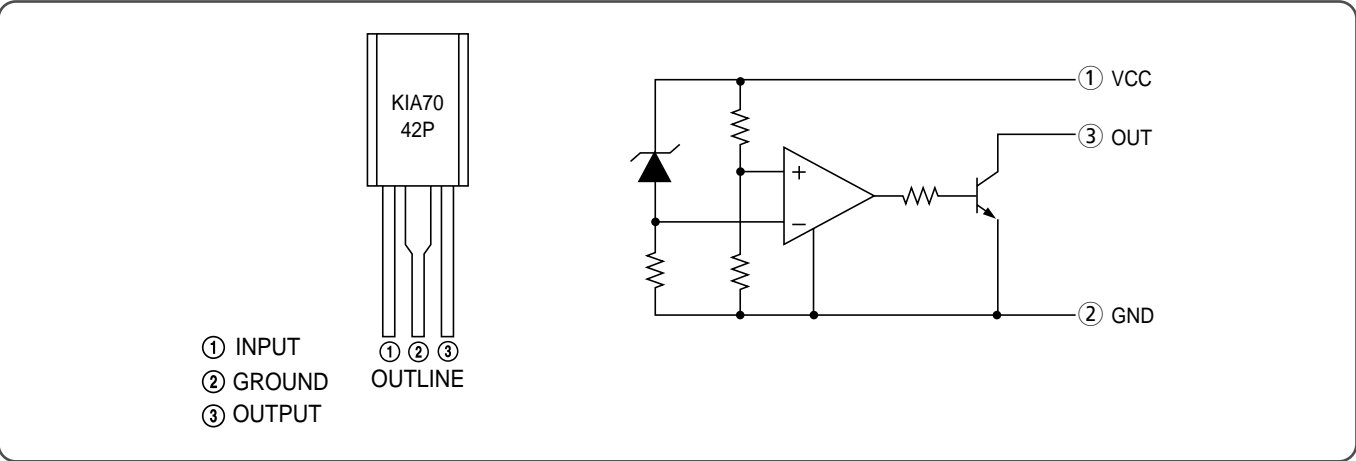 KIA70
42P
① ② ③
OUTLINE
① INPUT
② GROUND
③ OUTPUT
+
−
① VCC
③ OUT
② GND